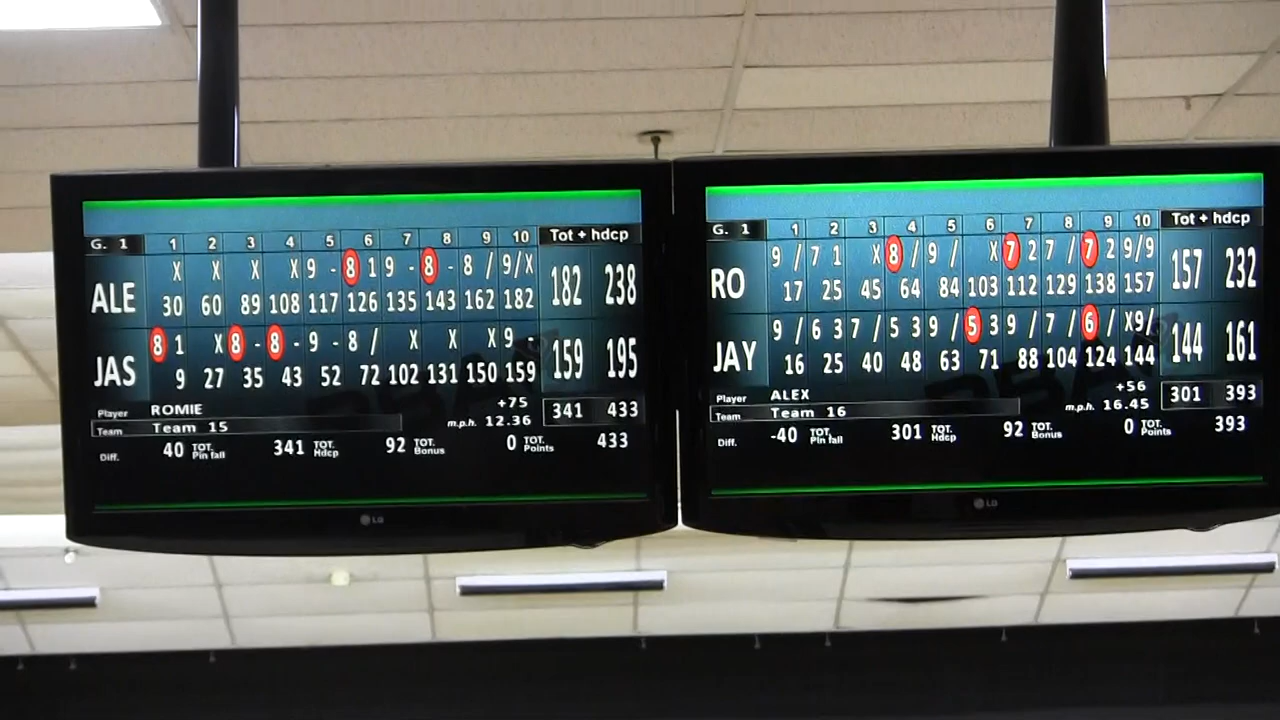 G. 1 1 2 3 4 5 6 7 8 9 10 Tot + hdcp
ALE X X X X 9 - 8 1 9 - 8 - 8 / 9 / X
30 60 89 108 117 126 135 143 162 182 182 238
JAS 8 1 X 8 - 8 - 9 - 8 / X X X 9 -
9 27 35 43 52 72 102 131 150 159 159 195
Player ROMIE +75 341 433
Team Team 15 m.p.h. 12.36
Diff. 40 TOT. Pin fall 341 TOT. Hdcp 92 TOT. Bonus 0 TOT. Points 433
LG
G. 1 1 2 3 4 5 6 7 8 9 10 Tot + hdcp
RO 9 / 7 1 X 8 / 9 / X 7 2 7 / 7 2 9 / 9
17 25 45 64 84 103 112 129 138 157 157 232
JAY 9 / 6 3 7 / 5 3 9 / 5 3 9 / 7 / 6 / X 9 /
16 25 40 48 63 71 88 104 124 144 144 161
Player ALEX +56 301 393
Team Team 16 m.p.h. 16.45
Diff. -40 TOT. Pin fall 301 TOT. Hdcp 92 TOT. Bonus 0 TOT. Points 393
LG